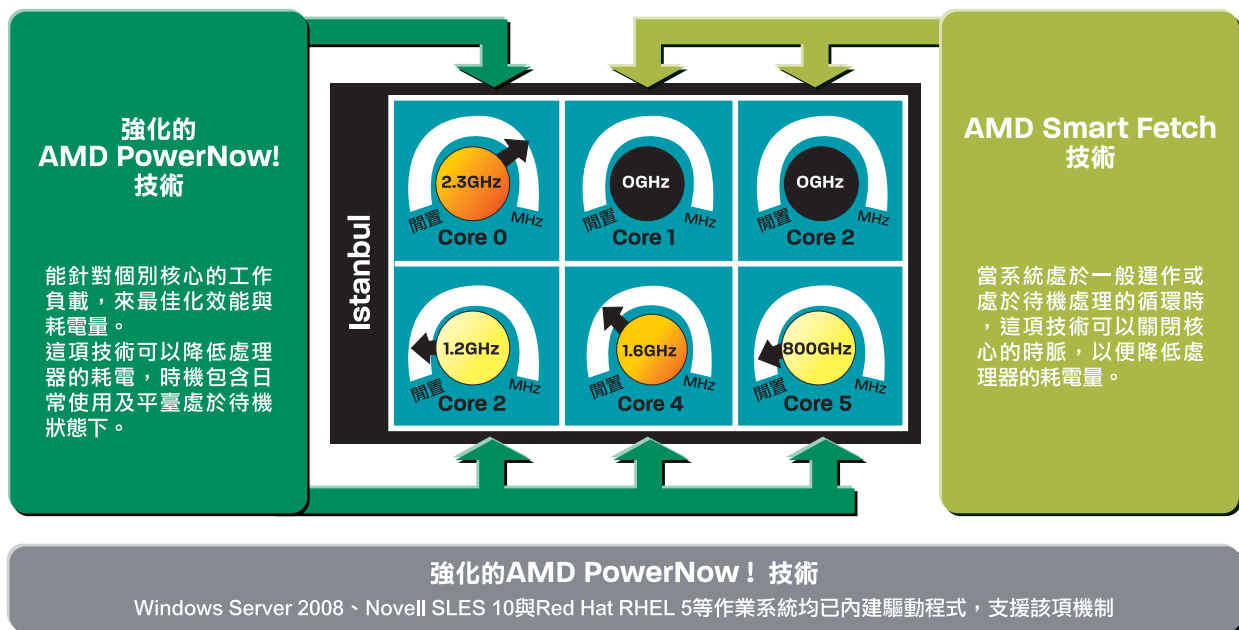 強化的
AMD PowerNow!
技術
能針對個別核心的工作
負載，來最佳化效能與
耗電量。
這項技術可以降低處理
器的耗電，時機包含日
常使用及平臺處於待機
狀態下。
Istanbul
2.3GHz
閒置
MHz
Core 0
0GHz
閒置
MHz
Core 1
0GHz
閒置
MHz
Core 2
1.2GHz
閒置
MHz
Core 2
1.6GHz
閒置
MHz
Core 4
800GHz
閒置
MHz
Core 5
AMD Smart Fetch
技術
當系統處於一般運作或
處於待機處理的循環時
，這項技術可以關閉核
心的時脈，以便降低處
理器的耗電量。
強化的AMD PowerNow！技術
Windows Server 2008、Novell SLES 10與Red Hat RHEL 5等作業系統均已內建驅動程式，支援該項機制